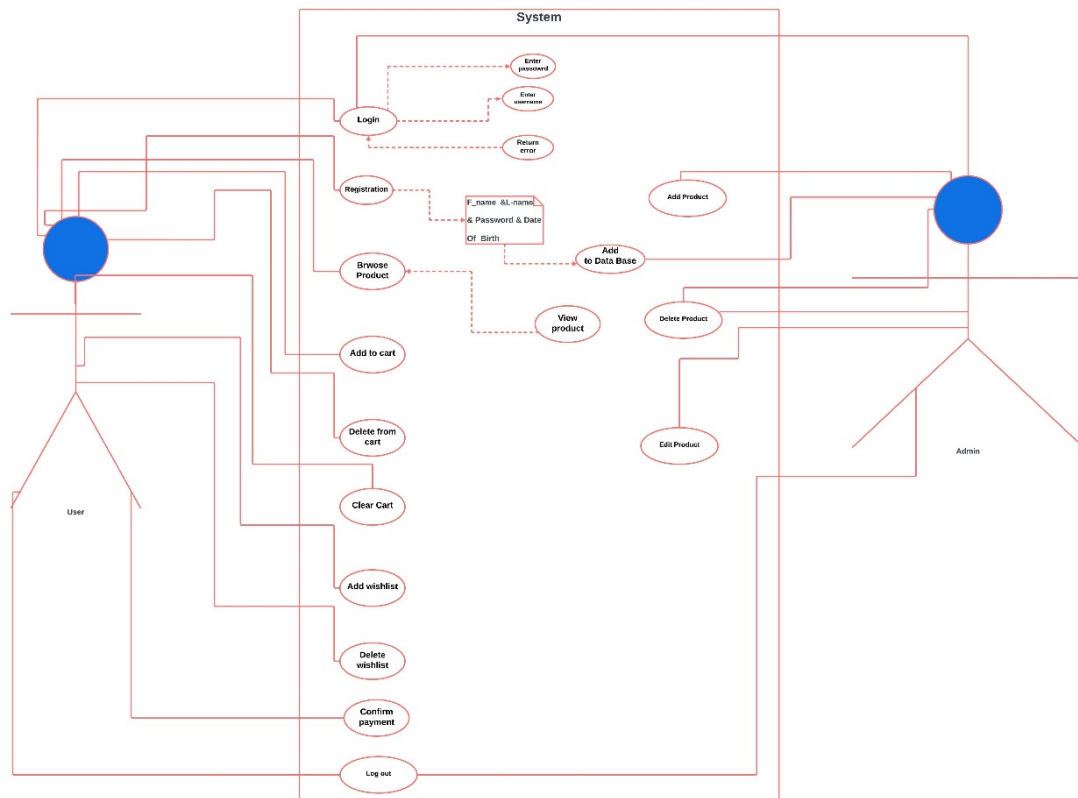 System
Enter
passowrd
Enter
username
Login
Return
error
Registration
F_name &L-name
& Password & Date
Of Birth
Add Product
Add
to Data Base
Brwose
Product
View
product
Delete Product
Add to cart
Delete from
cart
Edit Product
Admin
Clear Cart
User
Add wishlist
Delete
wishlist
Confirm
payment
Log out